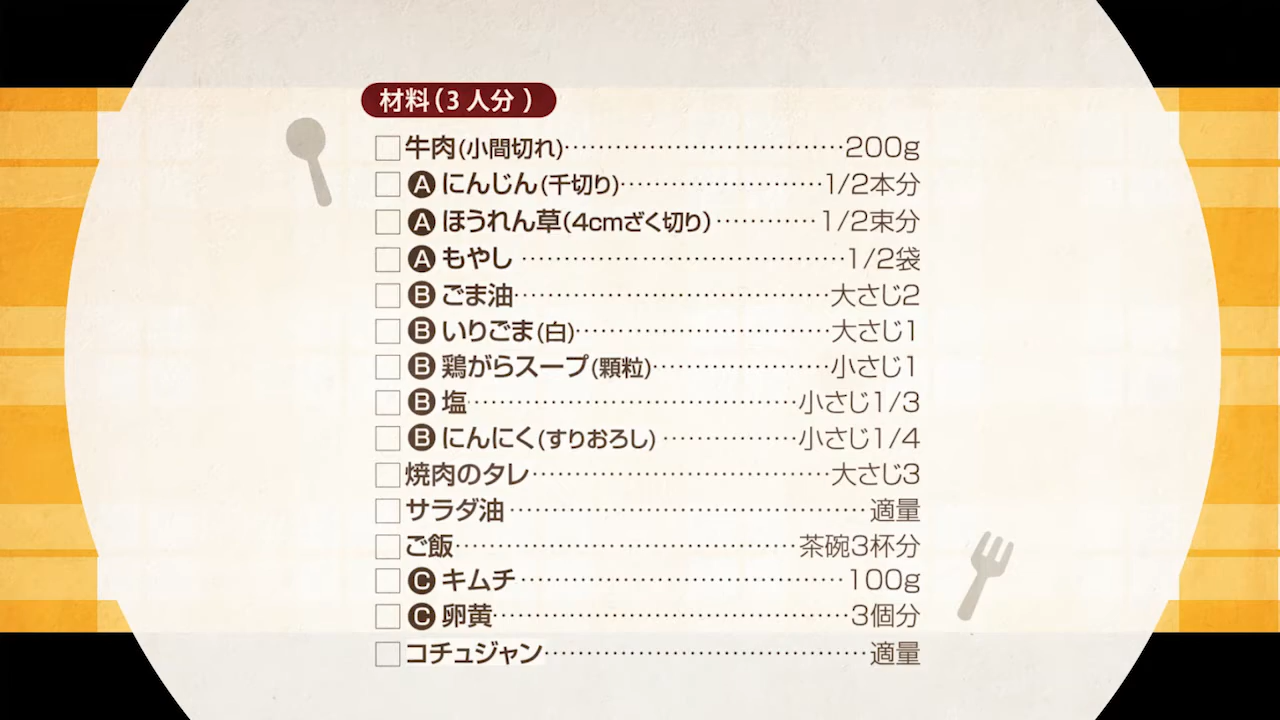 材料(3人分)
牛肉(小間切れ)……………………………200g
Ⓐにんじん(千切り)……………………1/2本分
Ⓐほうれん草(4cmざく切り)…………1/2束分
Ⓐもやし…………………………………1/2袋
Ⓑごま油………………………………大さじ2
Ⓑいりごま(白)…………………………大さじ1
Ⓑ鶏がらスープ(顆粒)…………………小さじ1
Ⓑ塩…………………………………小さじ1/3
Ⓑにんにく(すりおろし)……………小さじ1/4
焼肉のタレ……………………………大さじ3
サラダ油……………………………………適量
ご飯…………………………………茶碗3杯分
Ⓒキムチ…………………………………100g
Ⓒ卵黄……………………………………3個分
コチュジャン………………………………適量